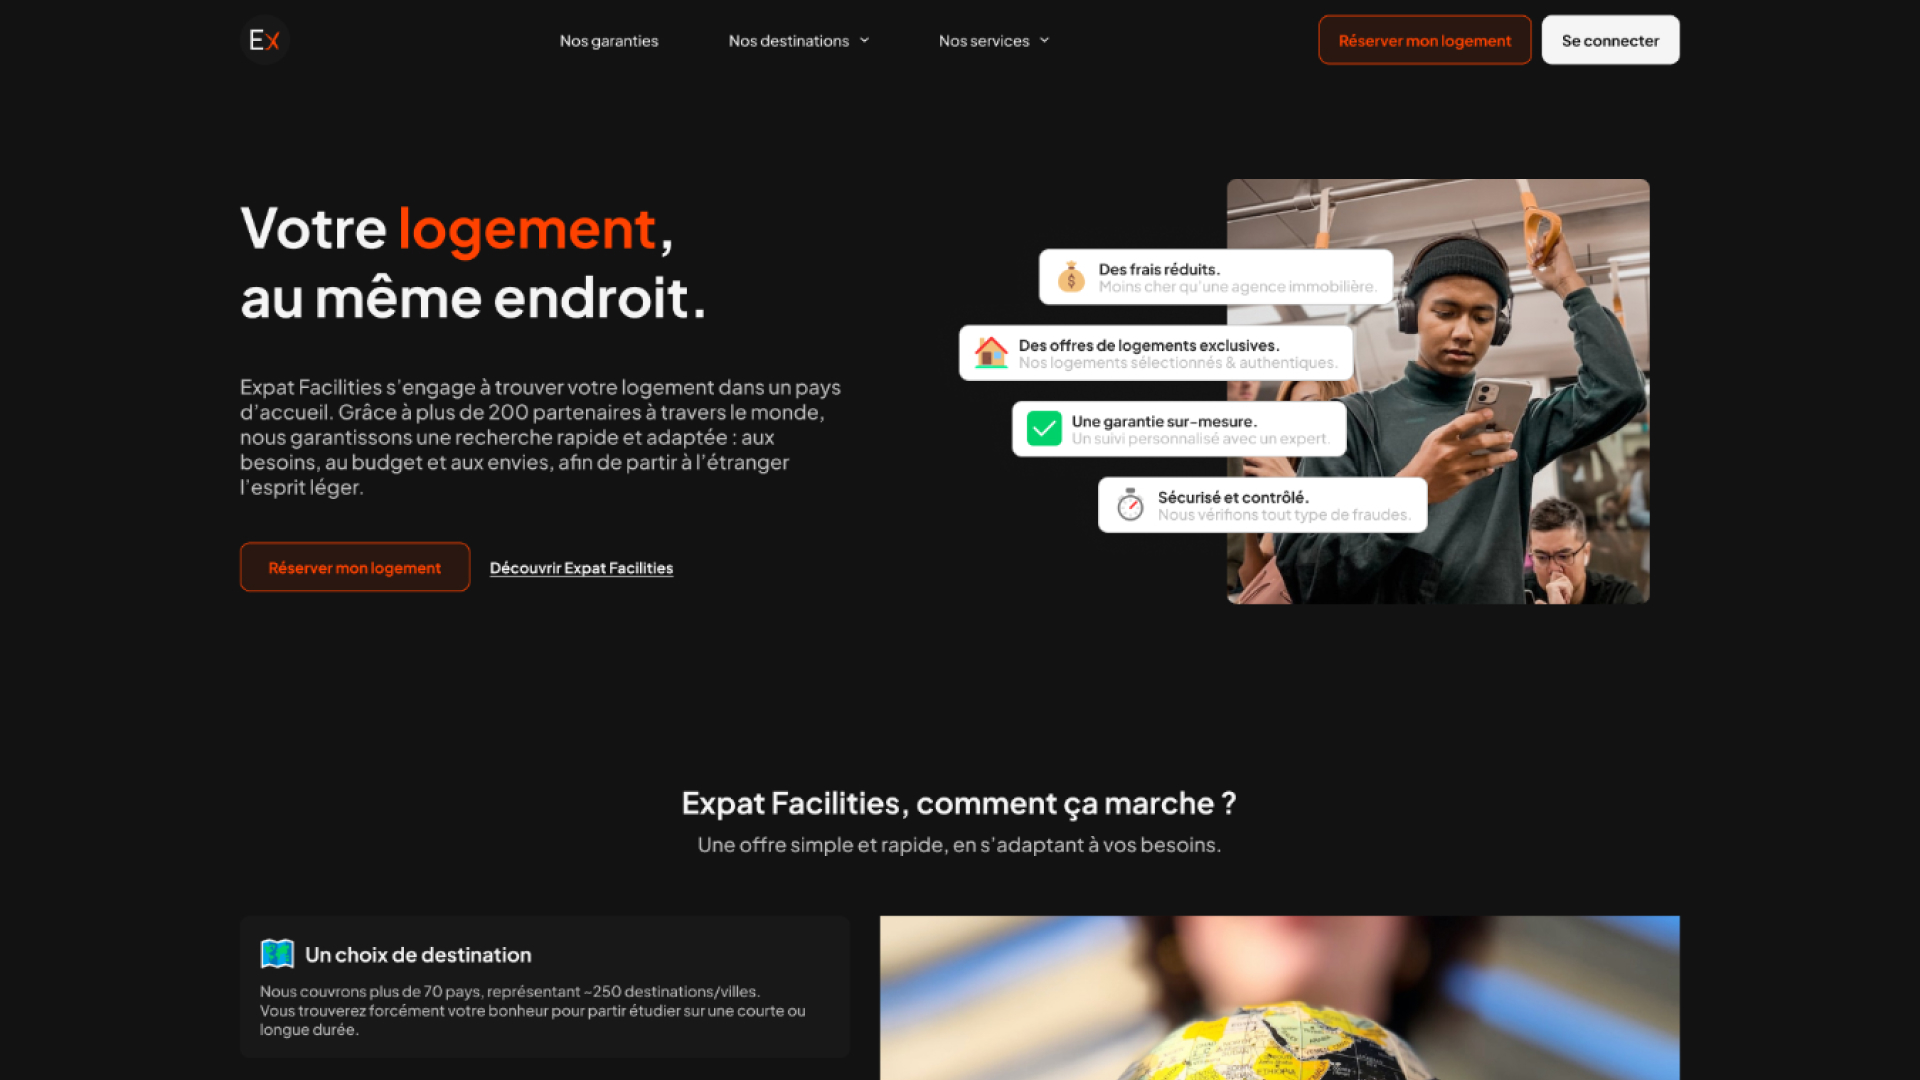 Ex
Nos garanties
Nos destinations
Nos services
Réserver mon logement
Se connecter
Votre logement,
au même endroit.
Expat Facilities s’engage à trouver votre logement dans un pays
d’accueil. Grâce à plus de 200 partenaires à travers le monde,
nous garantissons une recherche rapide et adaptée : aux
besoins, au budget et aux envies, afin de partir à l’étranger
l’esprit léger.
Réserver mon logement
Découvrir Expat Facilities
Des frais réduits.
Moins cher qu’une agence immobilière.
Des offres de logements exclusives.
Nos logements sélectionnés & authentiques.
Une garantie sur-mesure.
Un suivi personnalisé avec un expert.
Sécurisé et contrôlé.
Nous vérifions tout type de fraudes.
Expat Facilities, comment ça marche ?
Une offre simple et rapide, en s’adaptant à vos besoins.
Un choix de destination
Nous couvrons plus de 70 pays, représentant ~250 destinations/villes.
Vous trouverez forcément votre bonheur pour partir étudier sur une courte ou
longue durée.